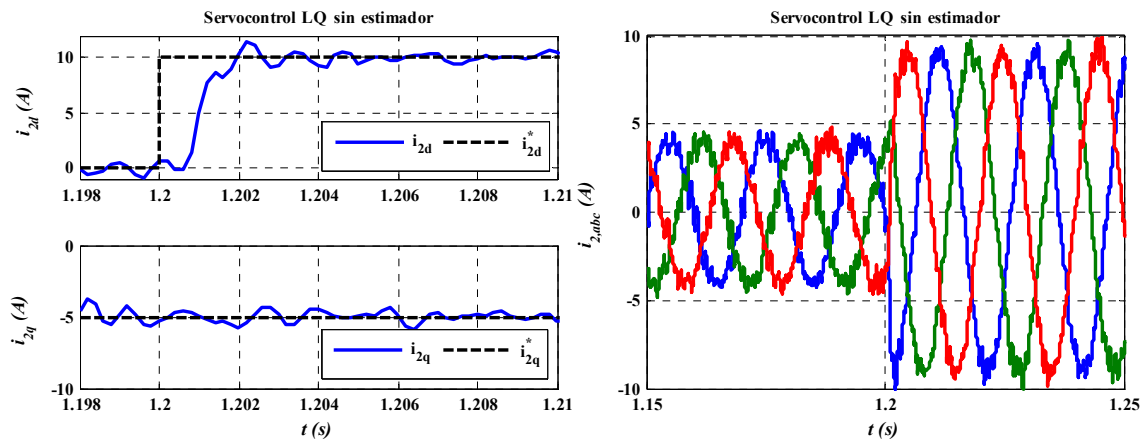 Servocontrol LQ sin estimador
10
5
0
i2d (A)
i2d
i*2d
1.198
1.2
1.202
1.204
1.206
1.208
1.21
0
-5
-10
i2q (A)
i2q
i*2q
1.198
1.2
1.202
1.204
1.206
1.208
1.21
t (s)
Servocontrol LQ sin estimador
10
5
0
-5
-10
i2,abc (A)
1.15
1.2
1.25
t (s)